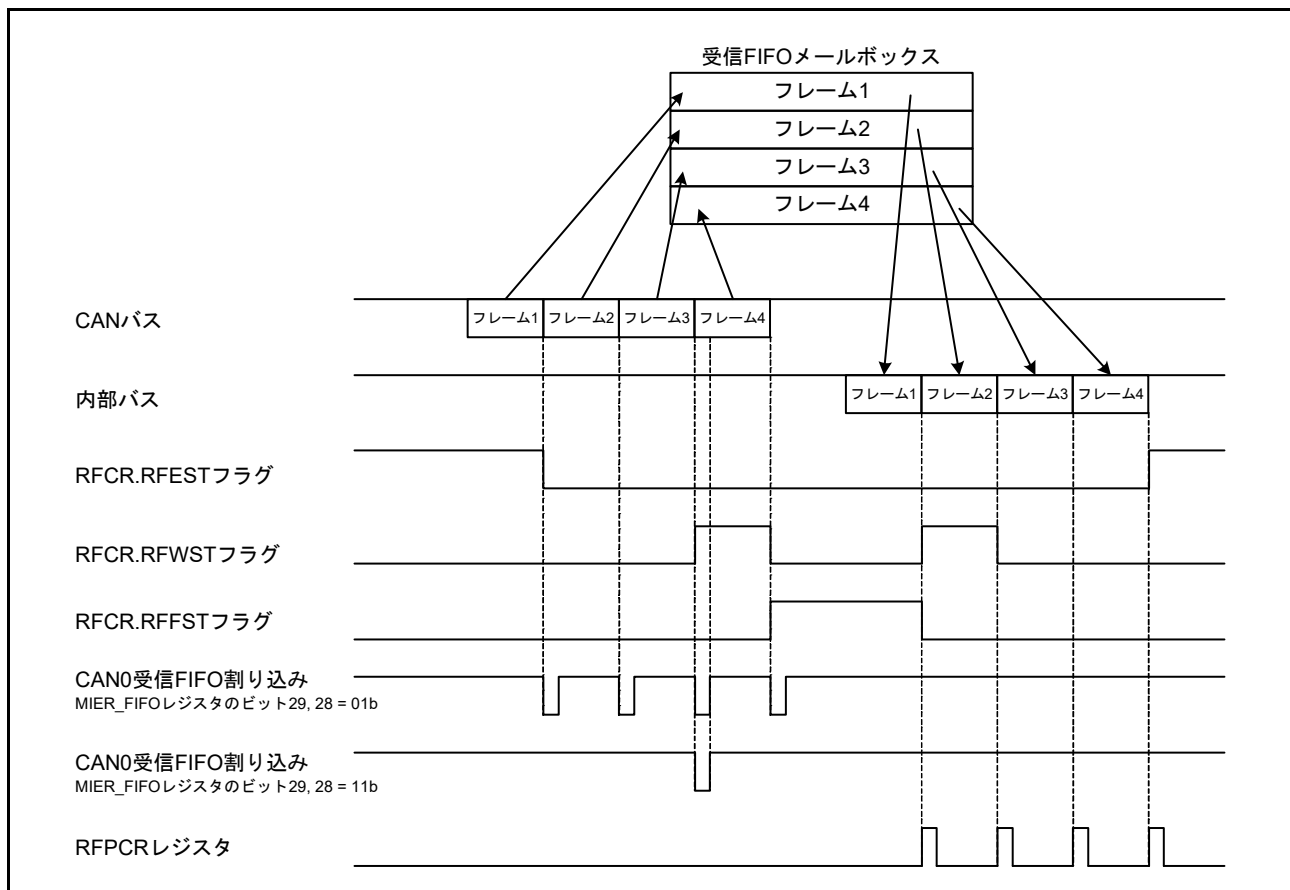 受信FIFOメールボックス
フレーム1
フレーム2
フレーム3
フレーム4
CANバス
フレーム1 フレーム2 フレーム3 フレーム4
内部バス
フレーム1 フレーム2 フレーム3 フレーム4
RFCR.RFESTフラグ
RFCR.RFWSTフラグ
RFCR.RFFSTフラグ
CAN0受信FIFO割り込み
MIER_FIFOレジスタのビット29, 28 = 01b
CAN0受信FIFO割り込み
MIER_FIFOレジスタのビット29, 28 = 11b
RFPCRレジスタ